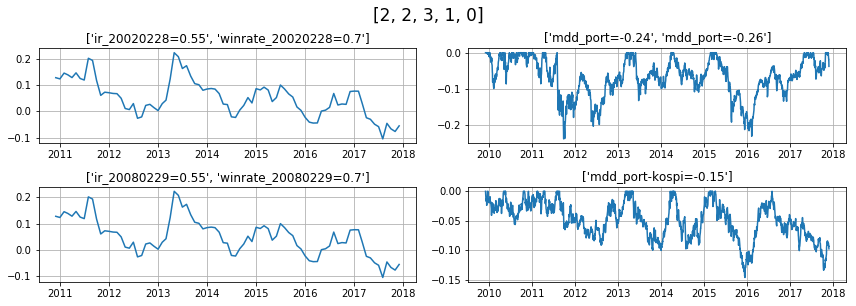 [2, 2, 3, 1, 0]
['ir_20020228=0.55', 'winrate_20020228=0.7']
0.2
0.1
0.0
−0.1
2011 2012 2013 2014 2015 2016 2017 2018
['mdd_port=-0.24', 'mdd_port=-0.26']
0.0
−0.1
−0.2
2010 2011 2012 2013 2014 2015 2016 2017 2018
['ir_20080229=0.55', 'winrate_20080229=0.7']
0.2
0.1
0.0
−0.1
2011 2012 2013 2014 2015 2016 2017 2018
['mdd_port-kospi=-0.15']
0.00
−0.05
−0.10
−0.15
2010 2011 2012 2013 2014 2015 2016 2017 2018